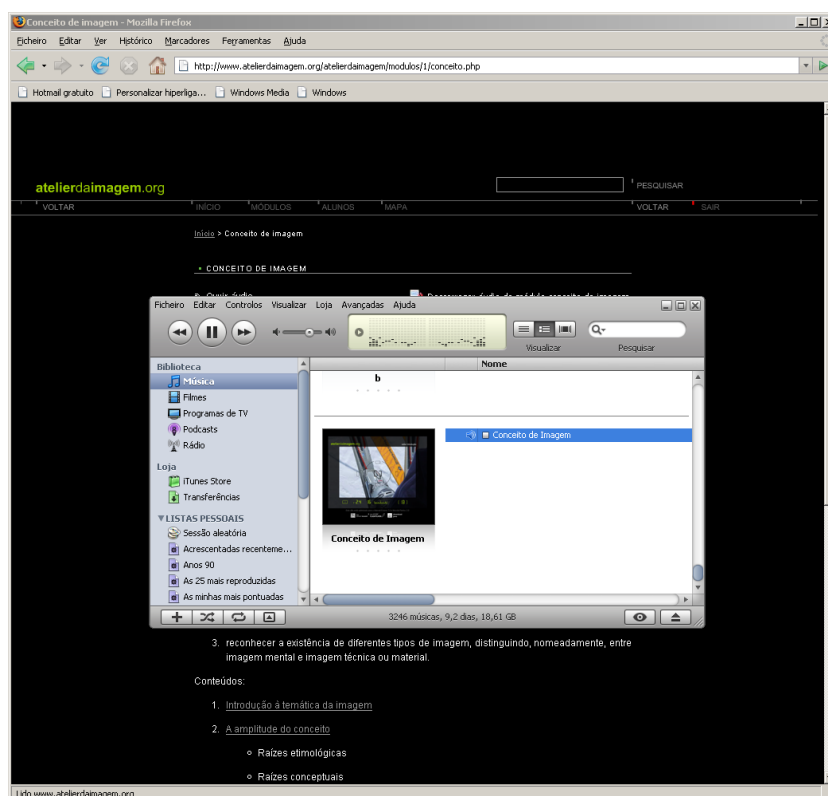 Conceito de imagem - Mozilla Firefox
Ficheiro Editar Ver Histórico Marcadores Ferramentas Ajuda
http://www.atelierdaimagem.org/atelierdaimagem/modulos/1/conceito.php
Hotmail gratuito Personalizar hiperliga... Windows Media Windows
atelierdaimagem.org PESQUISAR
VOLTAR INÍCIO MÓDULOS ALUNOS MAPA VOLTAR SAIR
Início > Conceito de imagem
CONCEITO DE IMAGEM
Ficheiro Editar Controlos Visualizar Loja Avançadas Ajuda
Visualizar Pesquisar
Biblioteca
Nome
Música
b
Filmes
Programas de TV
Podcasts
Rádio
Conceito de Imagem
Loja
iTunes Store
Transferências
LISTAS PESSOAIS
Sessão aleatória
Conceito de Imagem
Acrescentadas recenteme...
Anos 90
As 25 mais reproduzidas
As minhas mais pontuadas
3246 músicas, 9,2 dias, 18,61 GB
3. reconhecer a existência de diferentes tipos de imagem, distinguindo, nomeadamente, entre
imagem mental e imagem técnica ou material.
Conteúdos:
1. Introdução á temática da imagem
2. A amplitude do conceito
Raízes etimológicas
Raízes conceptuais
Lido www.atelierdaimagem.org